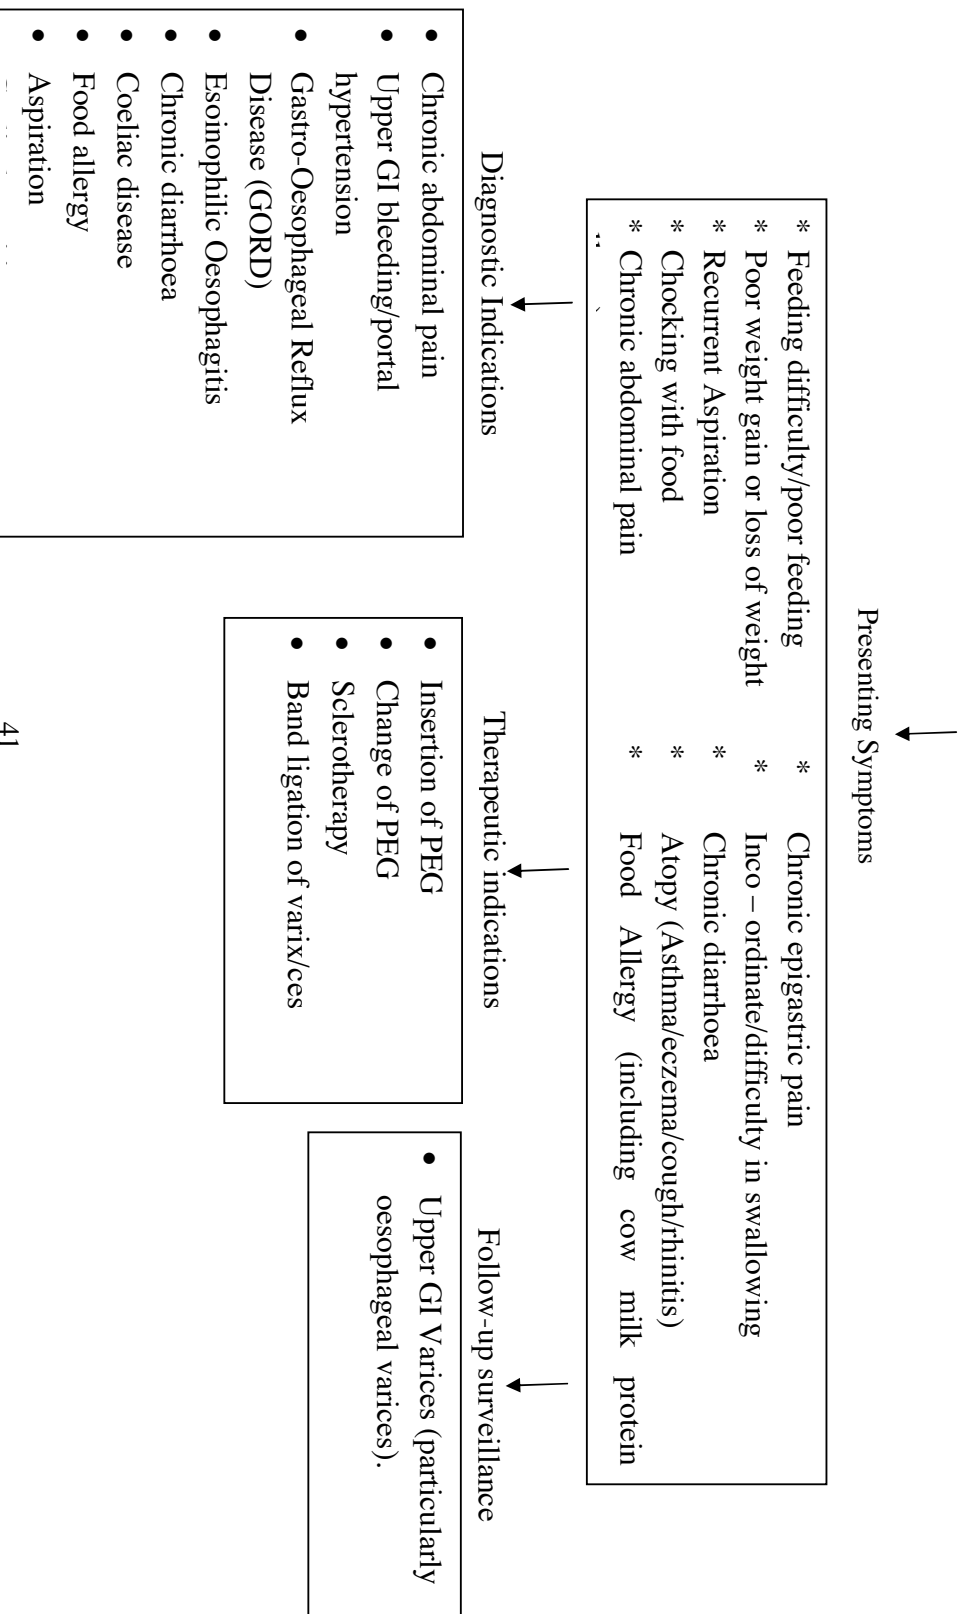 Presenting Symptoms
* Feeding difficulty/poor feeding
* Poor weight gain or loss of weight
* Recurrent Aspiration
* Chocking with food
* Chronic abdominal pain
* Chronic epigastric pain
* Inco – ordinate/difficulty in swallowing
* Chronic diarrhoea
* Atopy (Asthma/eczema/cough/rhinitis)
* Food Allergy (including cow milk protein
Diagnostic Indications
• Chronic abdominal pain
• Upper GI bleeding/portal
hypertension
• Gastro-Oesophageal Reflux
Disease (GORD)
• Esoinophilic Oesophagitis
• Chronic diarrhoea
• Coeliac disease
• Food allergy
• Aspiration
Therapeutic indications
• Insertion of PEG
• Change of PEG
• Sclerotherapy
• Band ligation of varix/ces
Follow-up surveillance
• Upper GI Varices (particularly
oesophageal varices).
41